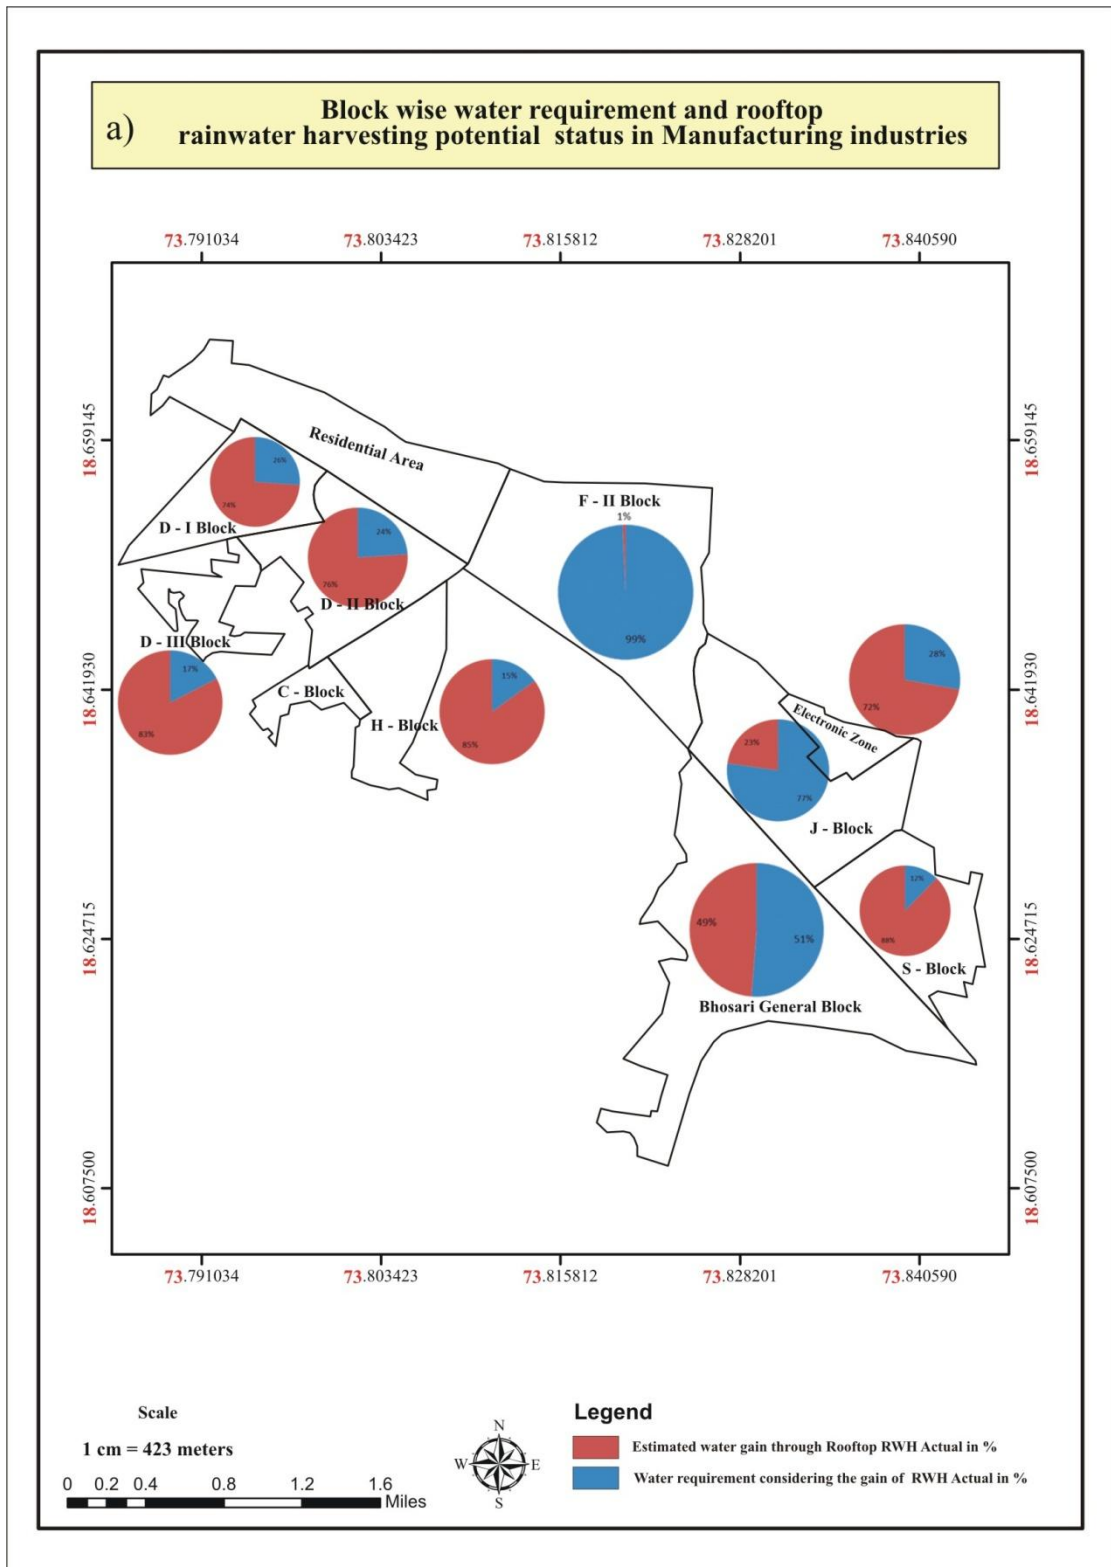 a)
Block wise water requirement and rooftop
rainwater harvesting potential status in Manufacturing industries
73.791034
73.803423
73.815812
73.828201
73.840590
18.659145
18.659145
Residential Area
26%
74%
D - I Block
F - II Block
1%
99%
24%
76%
D - II Block
D - III Block
17%
83%
C - Block
15%
H - Block
85%
28%
72%
Electronic Zone
18.641930
18.641930
23%
77%
J - Block
49%
51%
12%
88%
S - Block
Bhosari General Block
18.624715
18.624715
18.607500
18.607500
73.791034
73.803423
73.815812
73.828201
73.840590
Scale
1 cm = 423 meters
0 0.2 0.4 0.8 1.2 1.6
Miles
N
W E
S
Legend
Estimated water gain through Rooftop RWH Actual in %
Water requirement considering the gain of RWH Actual in %